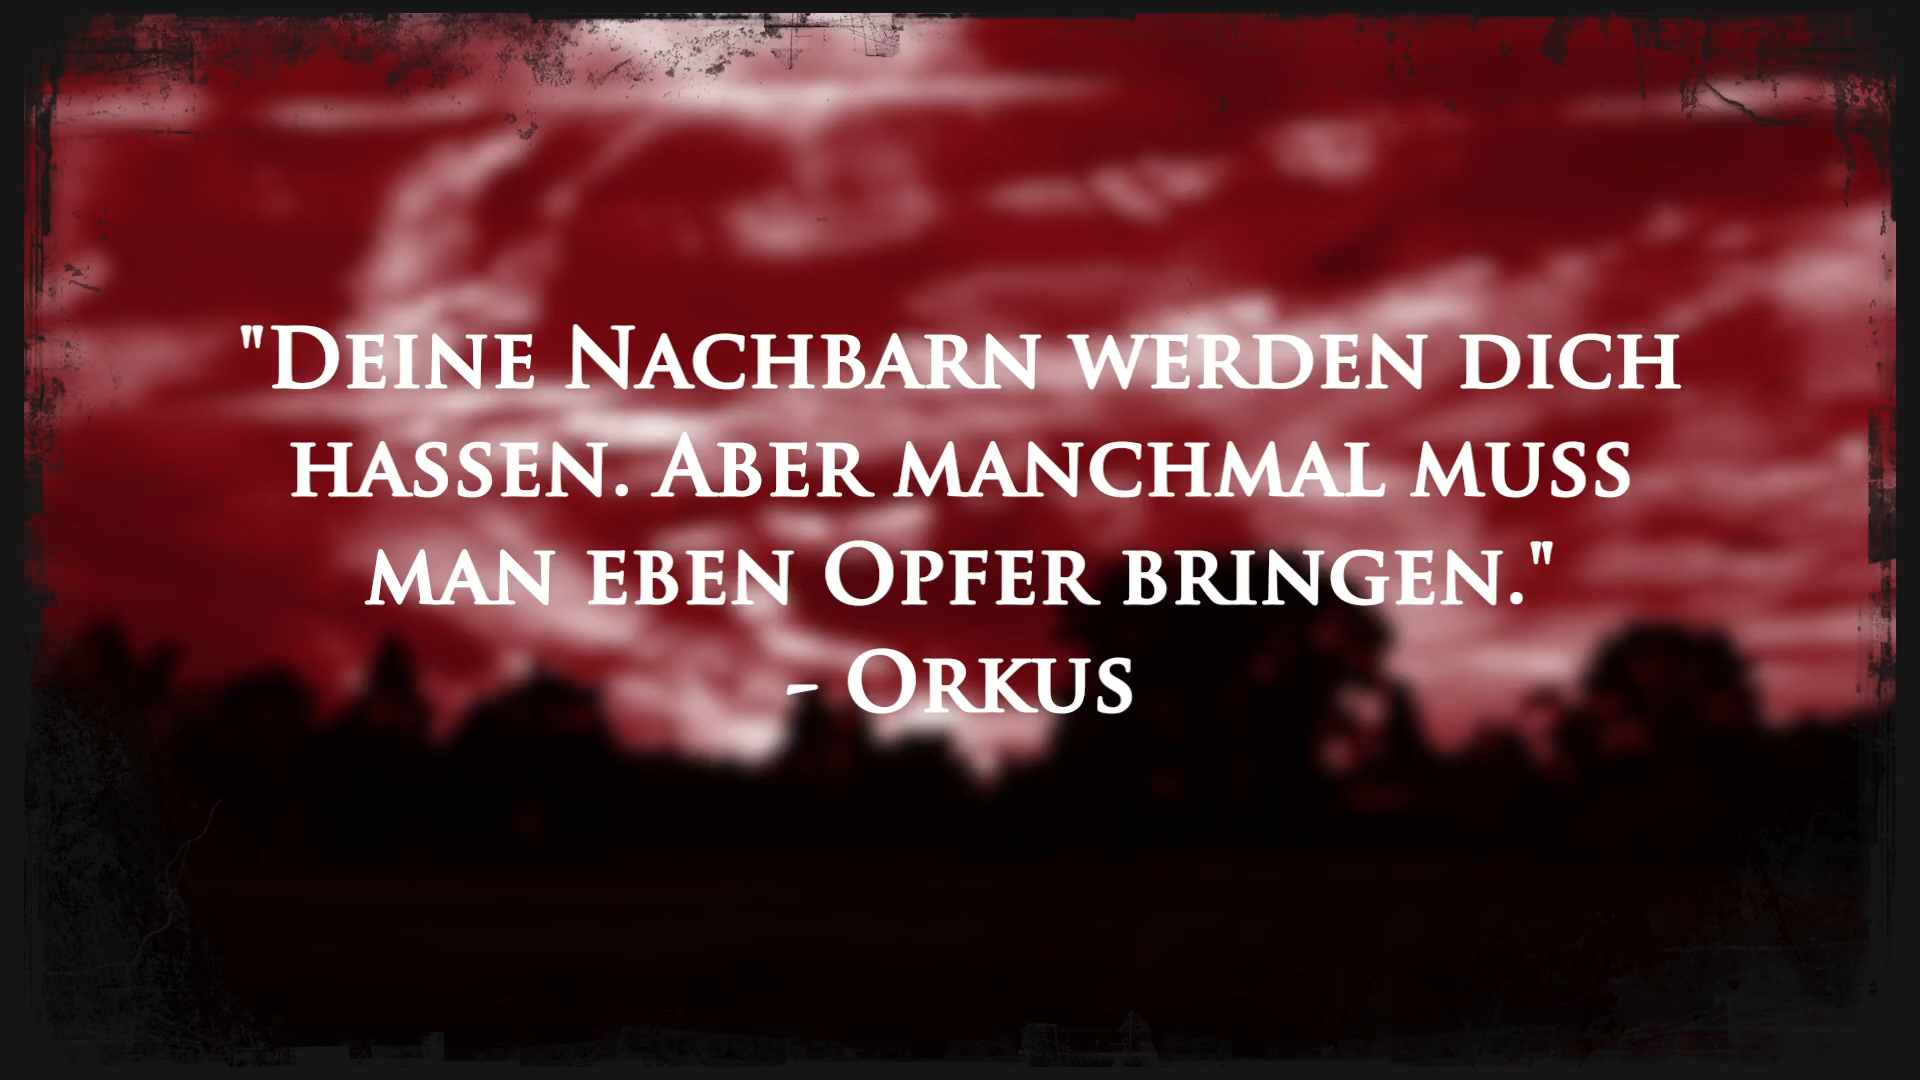 "Deine Nachbarn werden dich
hassen. Aber manchmal muss
man eben Opfer bringen."
- Orkus